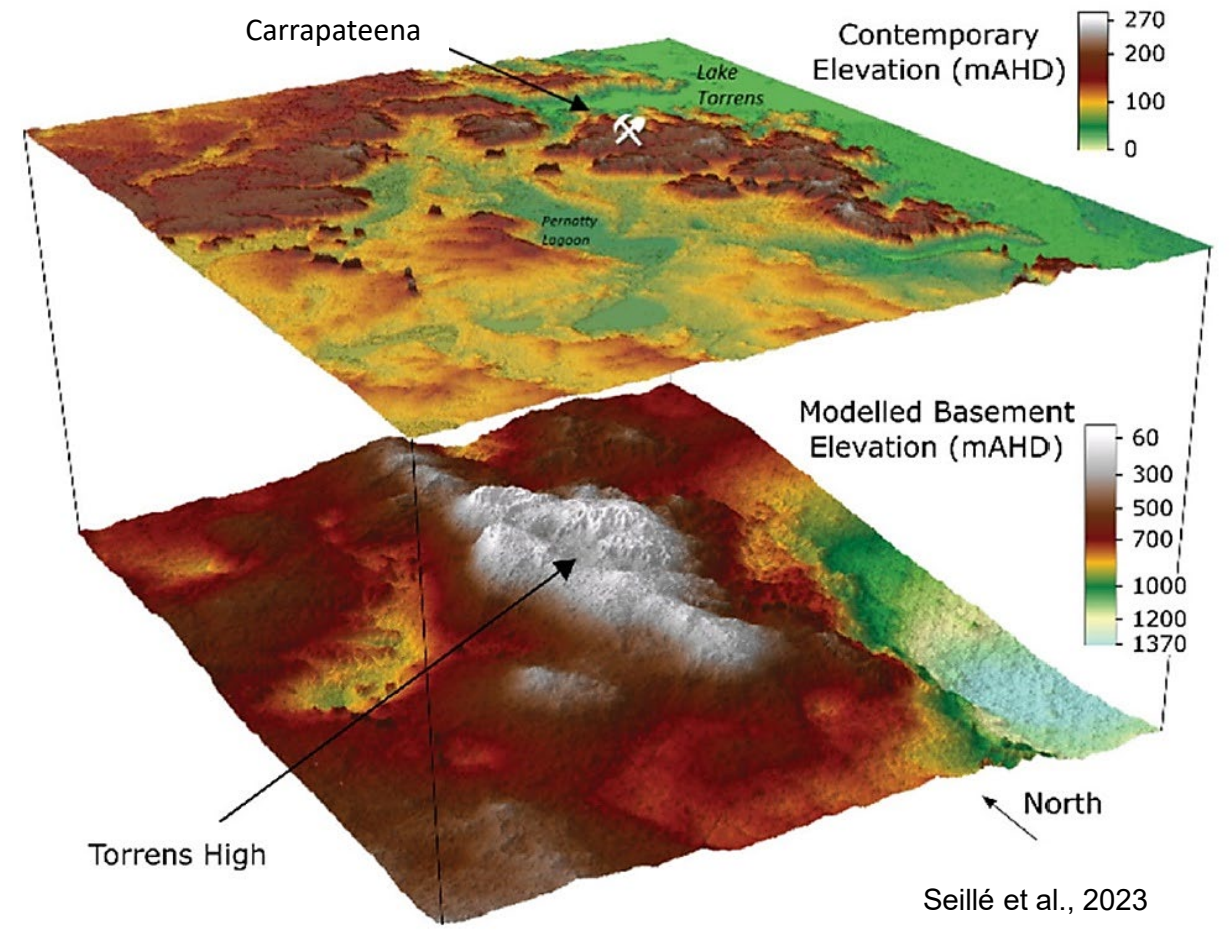 Carrapateena
Contemporary
Elevation (mAHD)
270
200
100
0
Lake
Torrens
Pernatty
Lagoon
Modelled Basement
Elevation (mAHD)
60
300
500
700
1000
1200
1370
North
Torrens High
Seillé et al., 2023